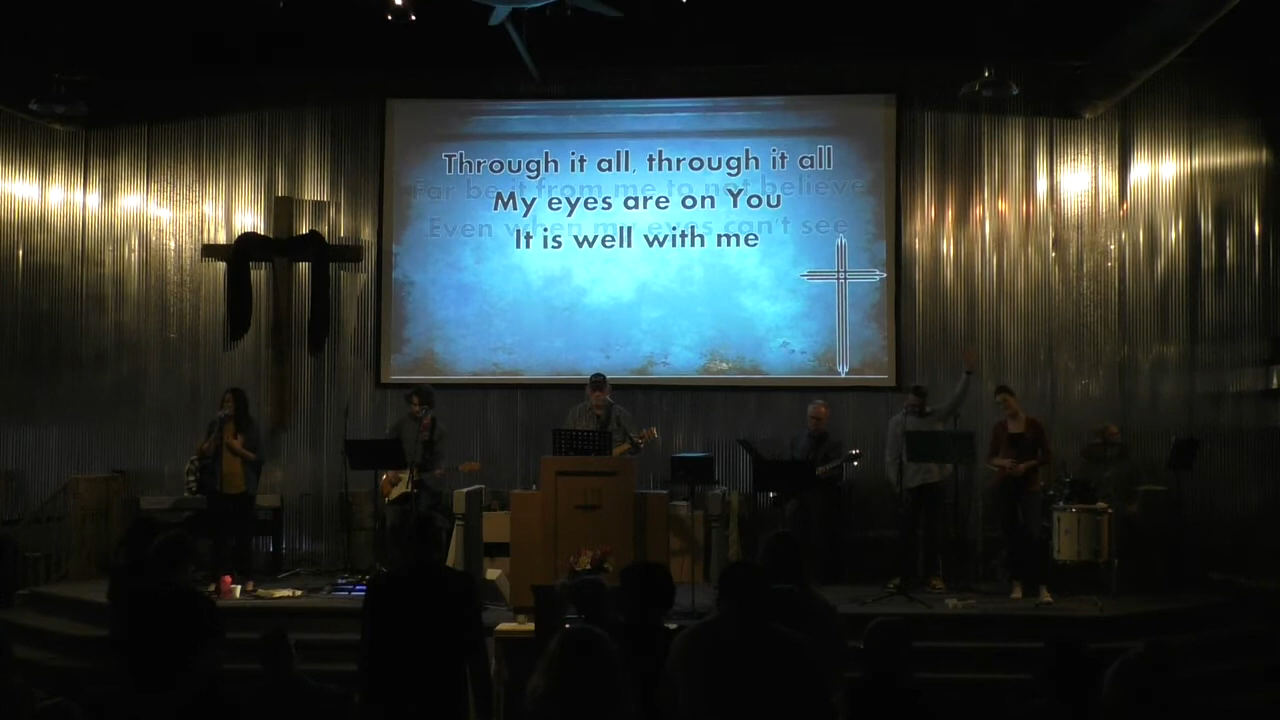 Through it all, through it all
Far be it from me to not believe
My eyes are on You
Even when my eyes can't see
It is well with me